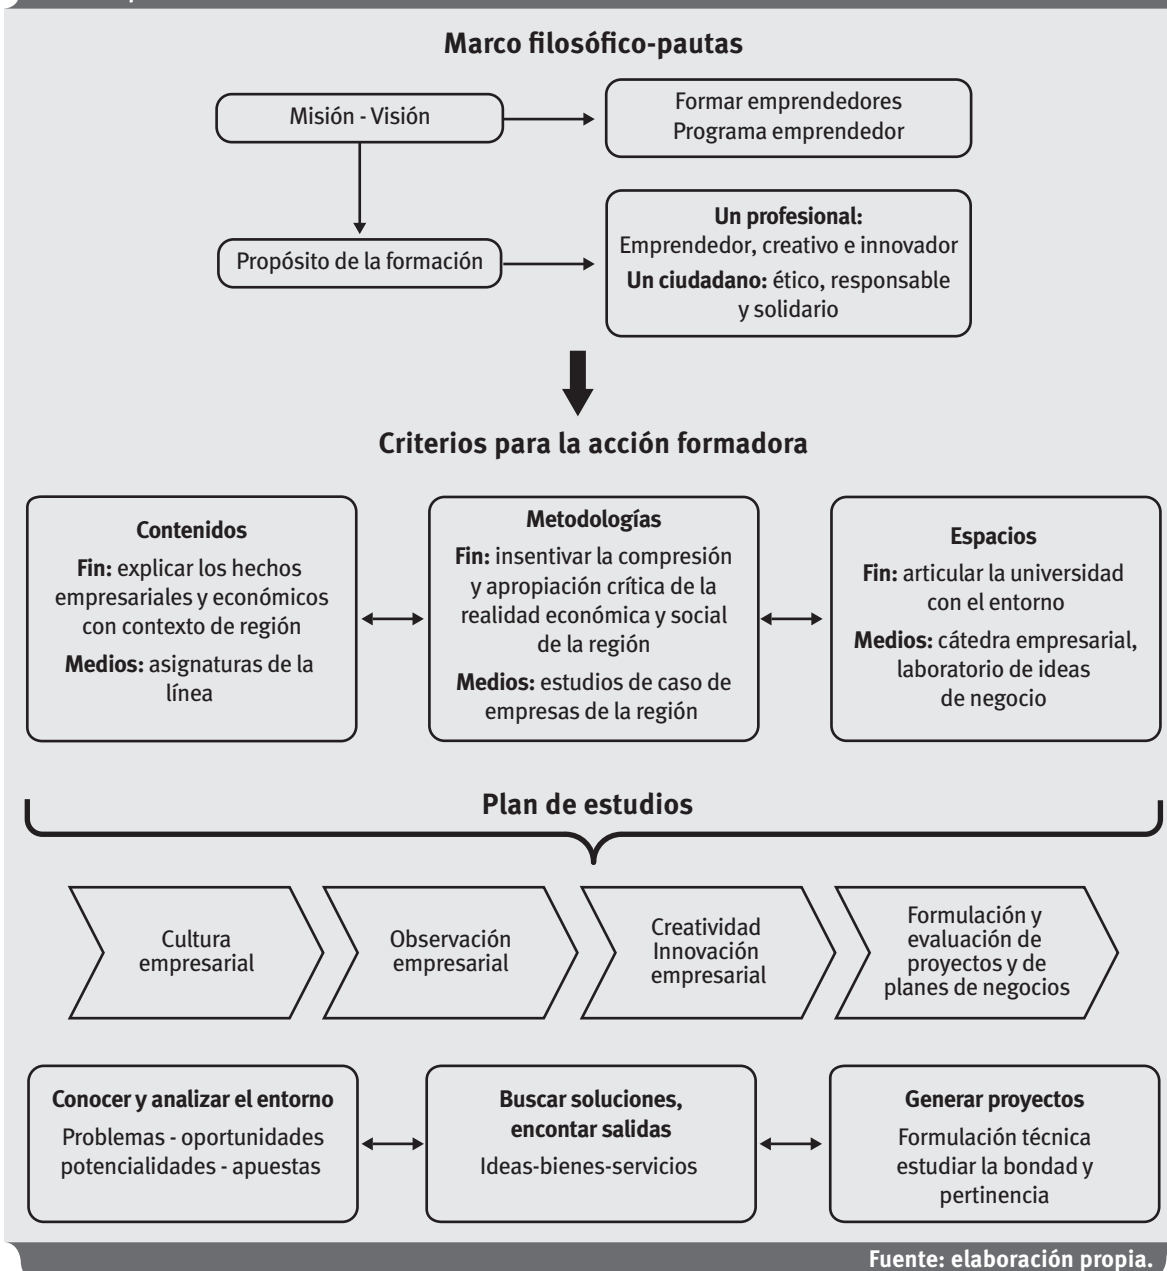 Marco filosófico-pautas
Misión - Visión
Formar emprendedores
Programa emprendedor
Propósito de la formación
Un profesional:
Emprendedor, creativo e innovador
Un ciudadano: ético, responsable
y solidario
Criterios para la acción formadora
Contenidos
Fin: explicar los hechos
empresariales y económicos
con contexto de región
Medios: asignaturas de la
línea
Metodologías
Fin: insentivar la compresión
y apropiación crítica de la
realidad económica y social
de la región
Medios: estudios de caso de
empresas de la región
Espacios
Fin: articular la universidad
con el entorno
Medios: cátedra empresarial,
laboratorio de ideas
de negocio
Plan de estudios
Cultura
empresarial
Observación
empresarial
Creatividad
Innovación
empresarial
Formulación y
evaluación de
proyectos y de
planes de negocios
Conocer y analizar el entorno
Problemas - oportunidades
potencialidades - apuestas
Buscar soluciones,
encontar salidas
Ideas-bienes-servicios
Generar proyectos
Formulación técnica
estudiar la bondad y
pertinencia
Fuente: elaboración propia.